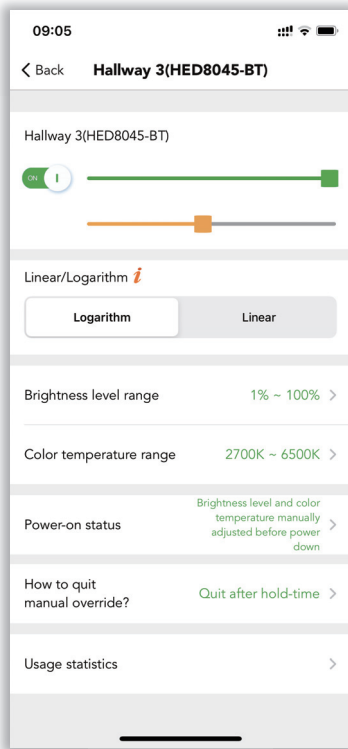 09:05
Back Hallway 3(HED8045-BT)
Hallway 3(HED8045-BT)
ON
Linear/Logarithm i
Logarithm Linear
Brightness level range 1% ~ 100%
Color temperature range 2700K ~ 6500K
Power-on status
Brightness level and color
temperature manually
adjusted before power
down
How to quit
manual override?
Quit after hold-time
Usage statistics